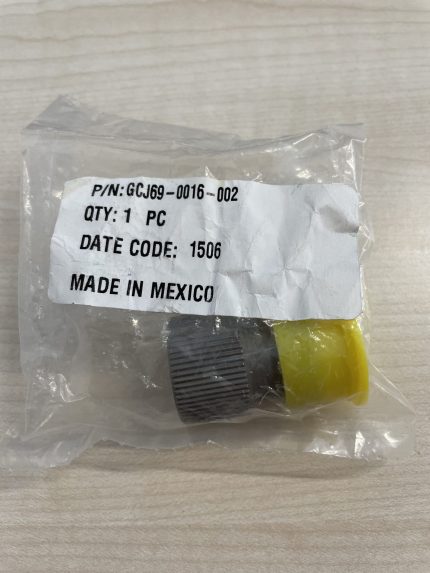 P/N:GCJ69-0016-002
QTY: 1 PC
DATE CODE: 1506
MADE IN MEXICO